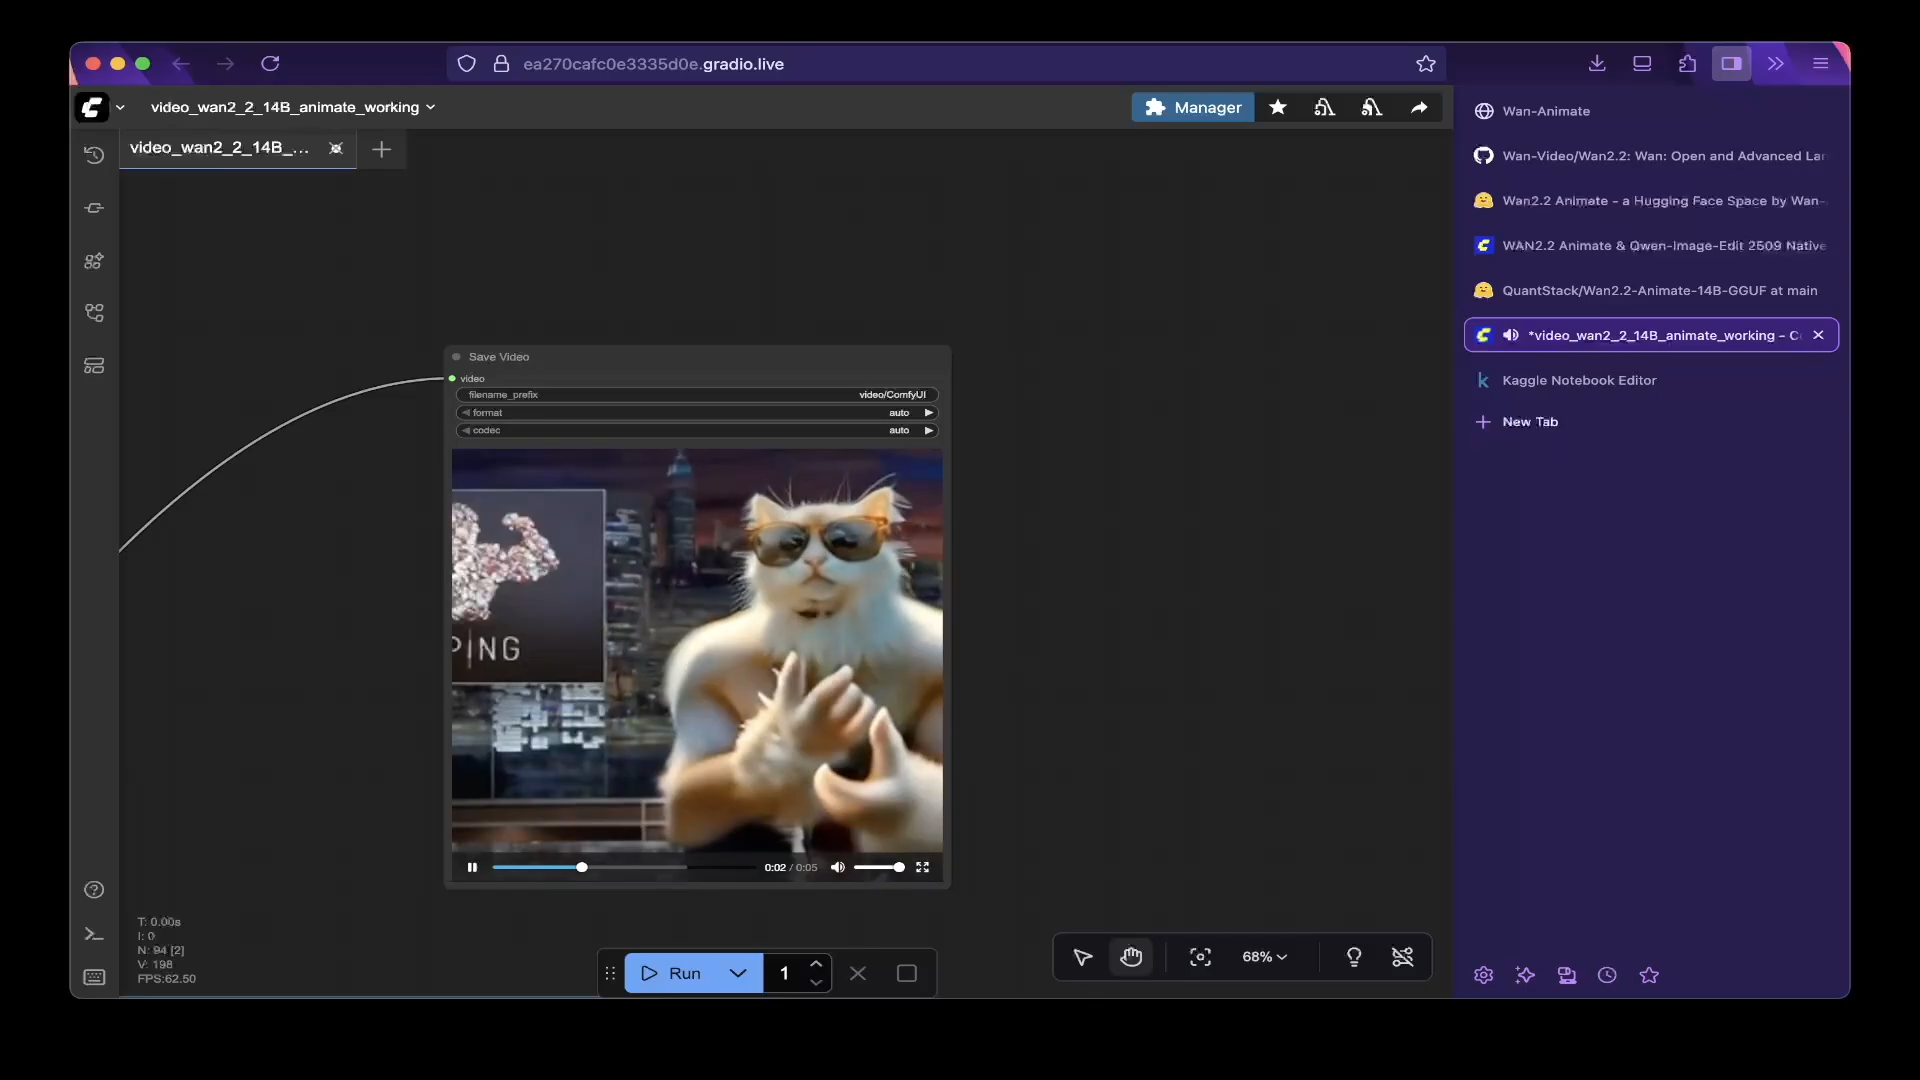 ea270cafc0e3335d0e.gradio.live
video_wan2_2_14B_animate_working
Manager
video_wan2_2_14B_...
Save Video
video
filename_prefix video/ComfyUI
format auto
codec auto
PING
0:02 / 0:05
T: 0.00s
I: 0
N: 94 [2]
V: 198
FPS:62.50
Run 1
68%
Wan-Animate
Wan-Video/Wan2.2: Wan: Open and Advanced Lar
Wan2.2 Animate - a Hugging Face Space by Wan-
WAN2.2 Animate & Qwen-Image-Edit 2509 Native
QuantStack/Wan2.2-Animate-14B-GGUF at main
*video_wan2_2_14B_animate_working - C
Kaggle Notebook Editor
New Tab